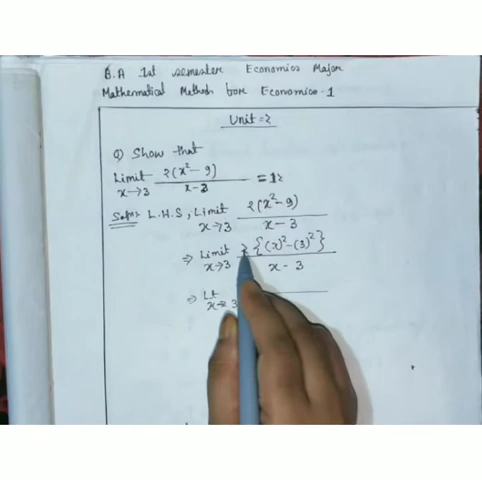 B.A 1st semester Economics Major
Mathematical Methods for Economics-1
Unit=2
Q) Show that
Limit x→3 2(x²-9) / x-3 = 12
Soln: L.H.S, Limit x→3 2(x²-9) / x-3
⇒ Limit x→3 2{(x)²-(3)²} / x-3
⇒ Lt x→3